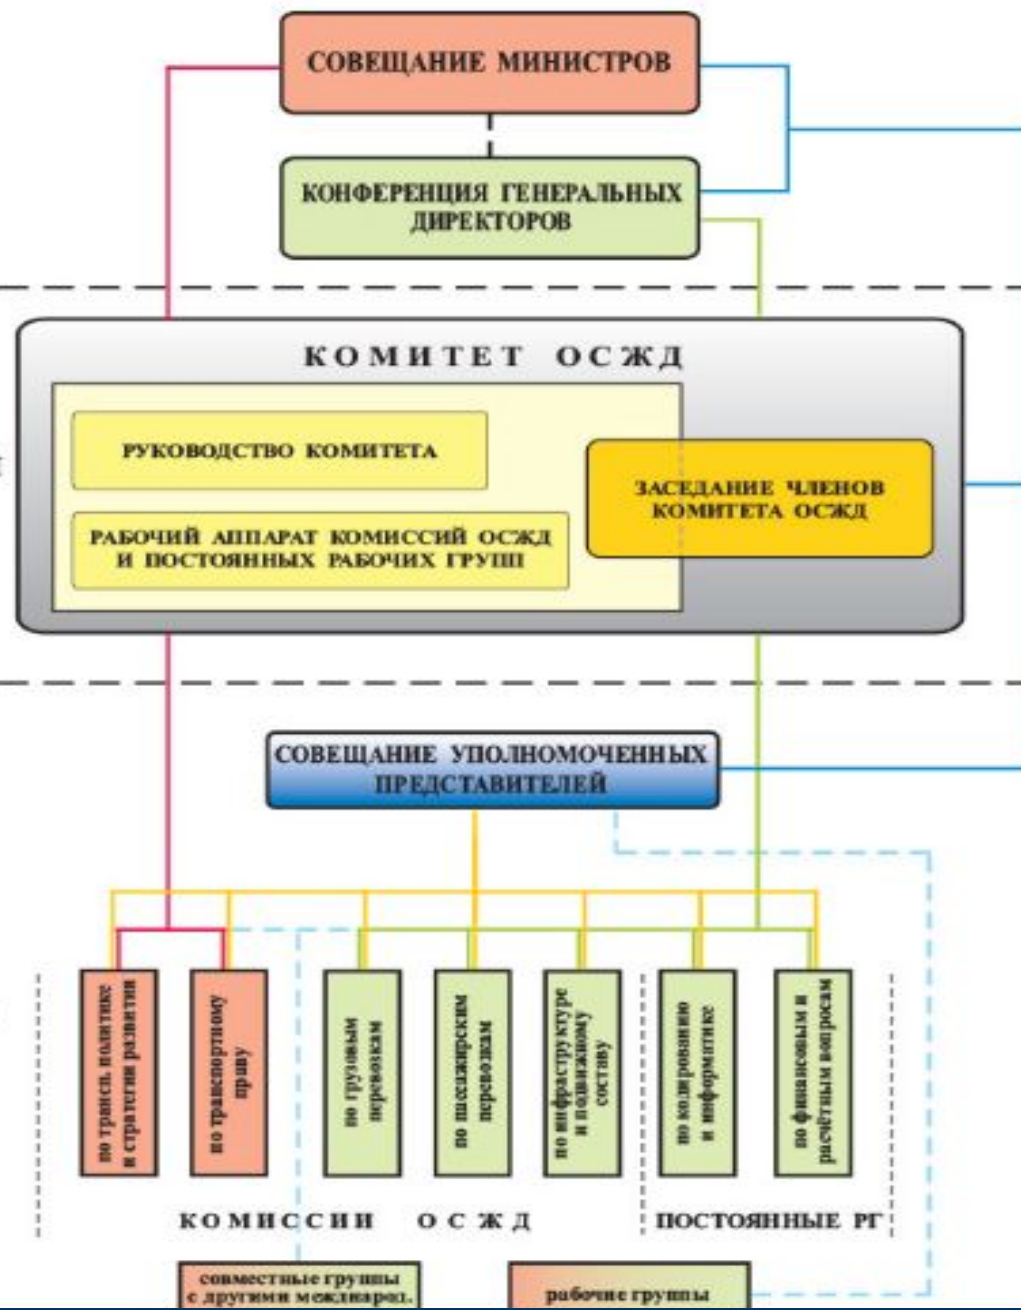 СОВЕЩАНИЕ МИНИСТРОВ
КОНФЕРЕНЦИЯ ГЕНЕРАЛЬНЫХ
ДИРЕКТОРОВ
КОМИТЕТ ОСЖД
РУКОВОДСТВО КОМИТЕТА
РАБОЧИЙ АППАРАТ КОМИССИЙ ОСЖД
И ПОСТОЯННЫХ РАБОЧИХ ГРУПП
ЗАСЕДАНИЕ ЧЛЕНОВ
КОМИТЕТА ОСЖД
СОВЕЩАНИЕ УПОЛНОМОЧЕННЫХ
ПРЕДСТАВИТЕЛЕЙ
по трансп. политике
и стратегии развития
по транспортному
праву
по грузовым
перевозкам
по пассажирским
перевозкам
по инфраструктуре
и подвижному
составу
по кодированию
и информатике
по финансовым и
расчётным вопросам
КОМИССИИ ОСЖД
ПОСТОЯННЫЕ РГ
совместные группы
с другими международ.
рабочие группы